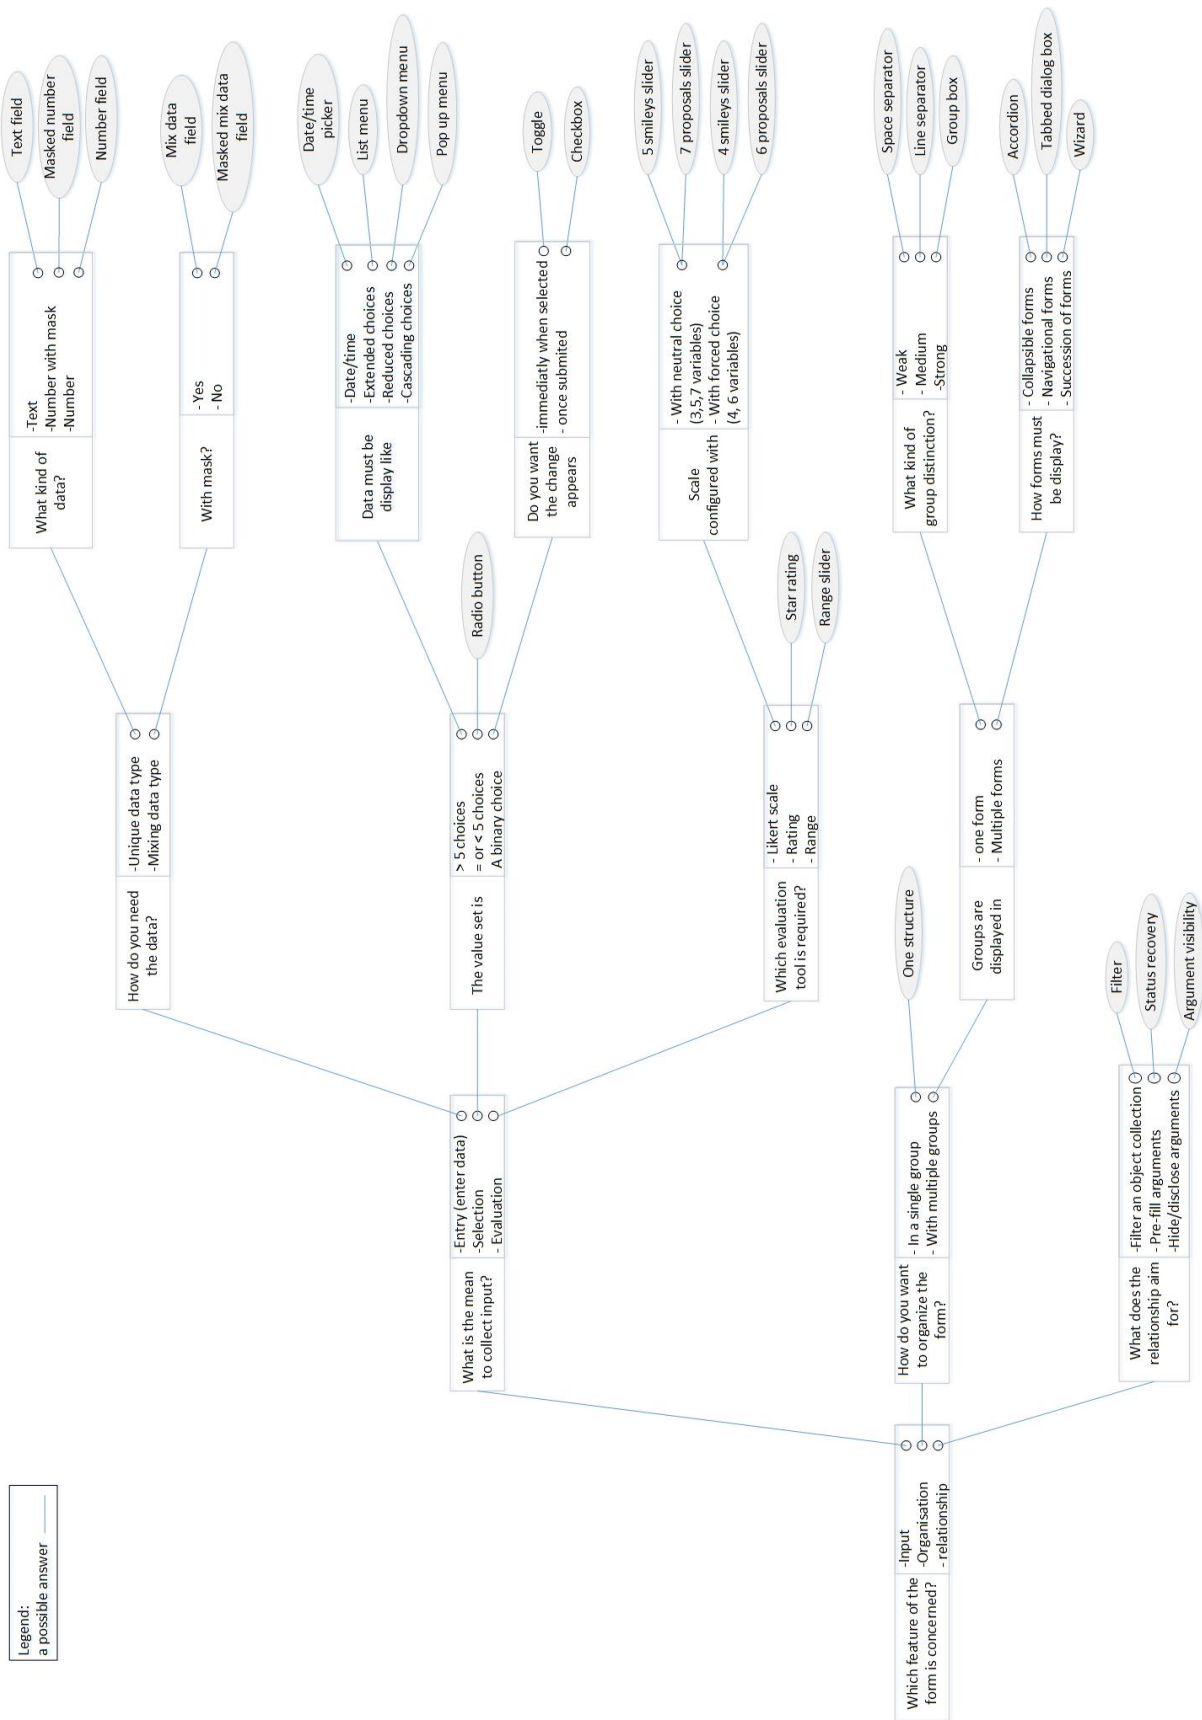 Legend:
a possible answer
Which feature of the
form is concerned?
-Input
-Organisation
- relationship
What is the mean
to collect input?
-Entry (enter data)
-Selection
- Evaluation
How do you need
the data?
-Unique data type
-Mixing data type
What kind of
data?
-Text
-Number with mask
-Number
Text field
Masked number
field
Number field
With mask?
- Yes
- No
Mix data
field
Masked mix data
field
The value set is
> 5 choices
= or < 5 choices
A binary choice
Data must be
display like
-Date/time
-Extended choices
-Reduced choices
-Cascading choices
Date/time
picker
List menu
Dropdown menu
Pop up menu
Radio button
Do you want
the change
appears
-immediatly when selected
- once submited
Toggle
Checkbox
Which evaluation
tool is required?
- Likert scale
- Rating
- Range
Scale
configured with
- With neutral choice
(3,5,7 variables)
- With forced choice
(4, 6 variables)
5 smileys slider
7 proposals slider
4 smileys slider
6 proposals slider
Star rating
Range slider
How do you want
to organize the
form?
- In a single group
- With multiple groups
One structure
Groups are
displayed in
- one form
- Multiple forms
What kind of
group distinction?
- Weak
- Medium
-Strong
Space separator
Line separator
Group box
How forms must
be display?
- Collapsible forms
- Navigational forms
- Succession of forms
Accordion
Tabbed dialog box
Wizard
What does the
relationship aim
for?
-Filter an object collection
- Pre-fill arguments
-Hide/disclose arguments
Filter
Status recovery
Argument visibility